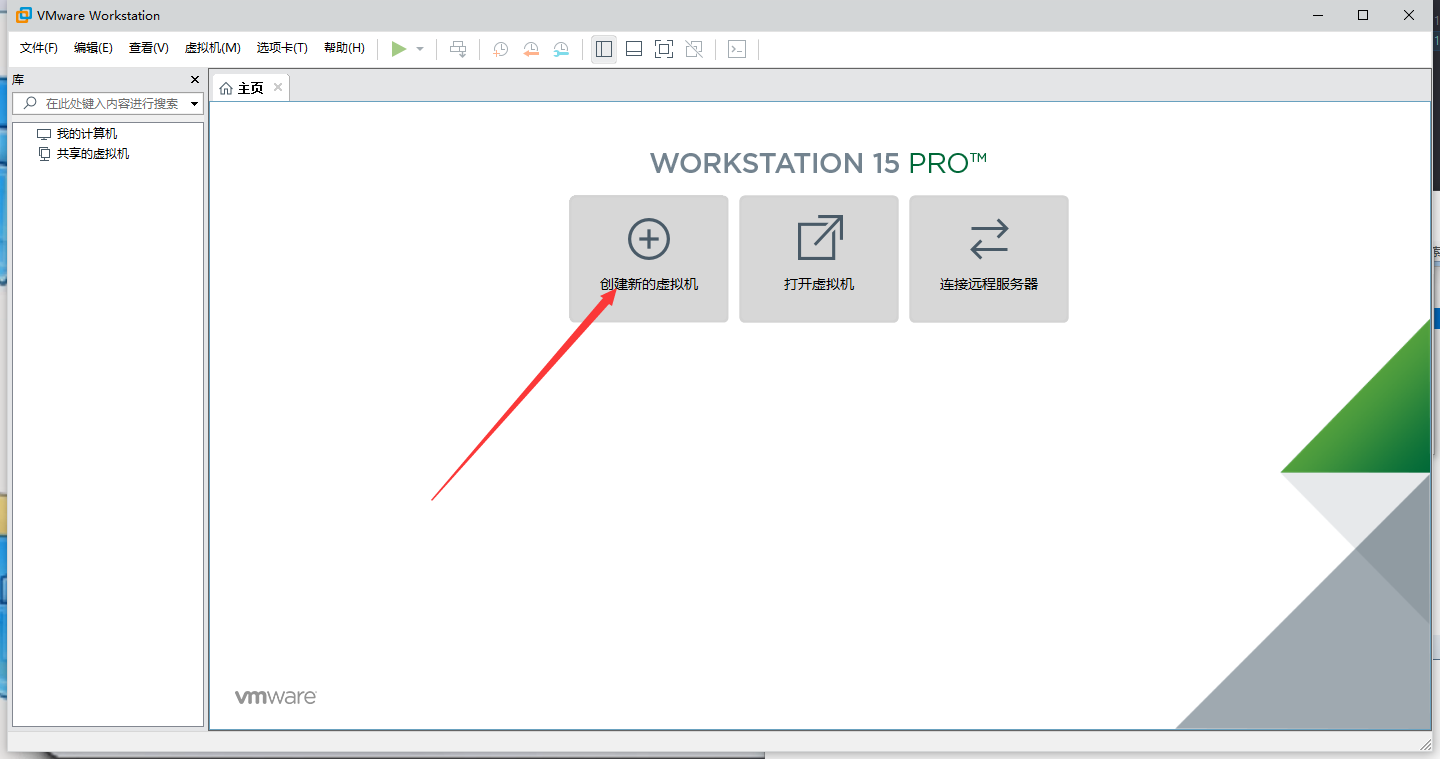 VMware Workstation
文件(F) 编辑(E) 查看(V) 虚拟机(M) 选项卡(T) 帮助(H)
库
主页
在此处键入内容进行搜索
我的计算机
共享的虚拟机
WORKSTATION 15 PRO™
创建新的虚拟机 打开虚拟机 连接远程服务器
vmware